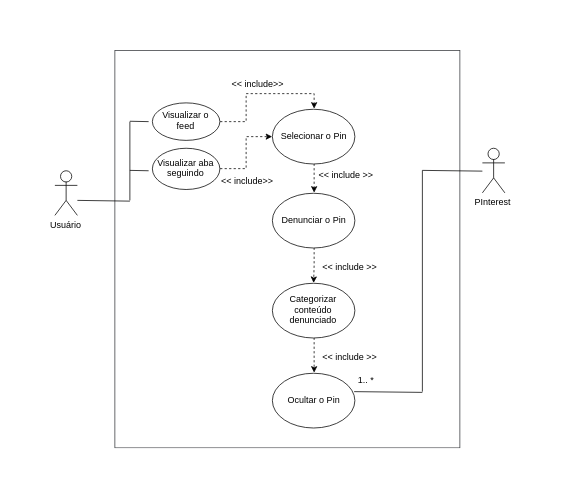 << include>>
Visualizar o
feed
Selecionar o Pin
Visualizar aba
seguindo
<< include>>
<< include >>
Usuário
PInterest
Denunciar o Pin
<< include >>
Categorizar
conteúdo
denunciado
<< include >>
1.. *
Ocultar o Pin